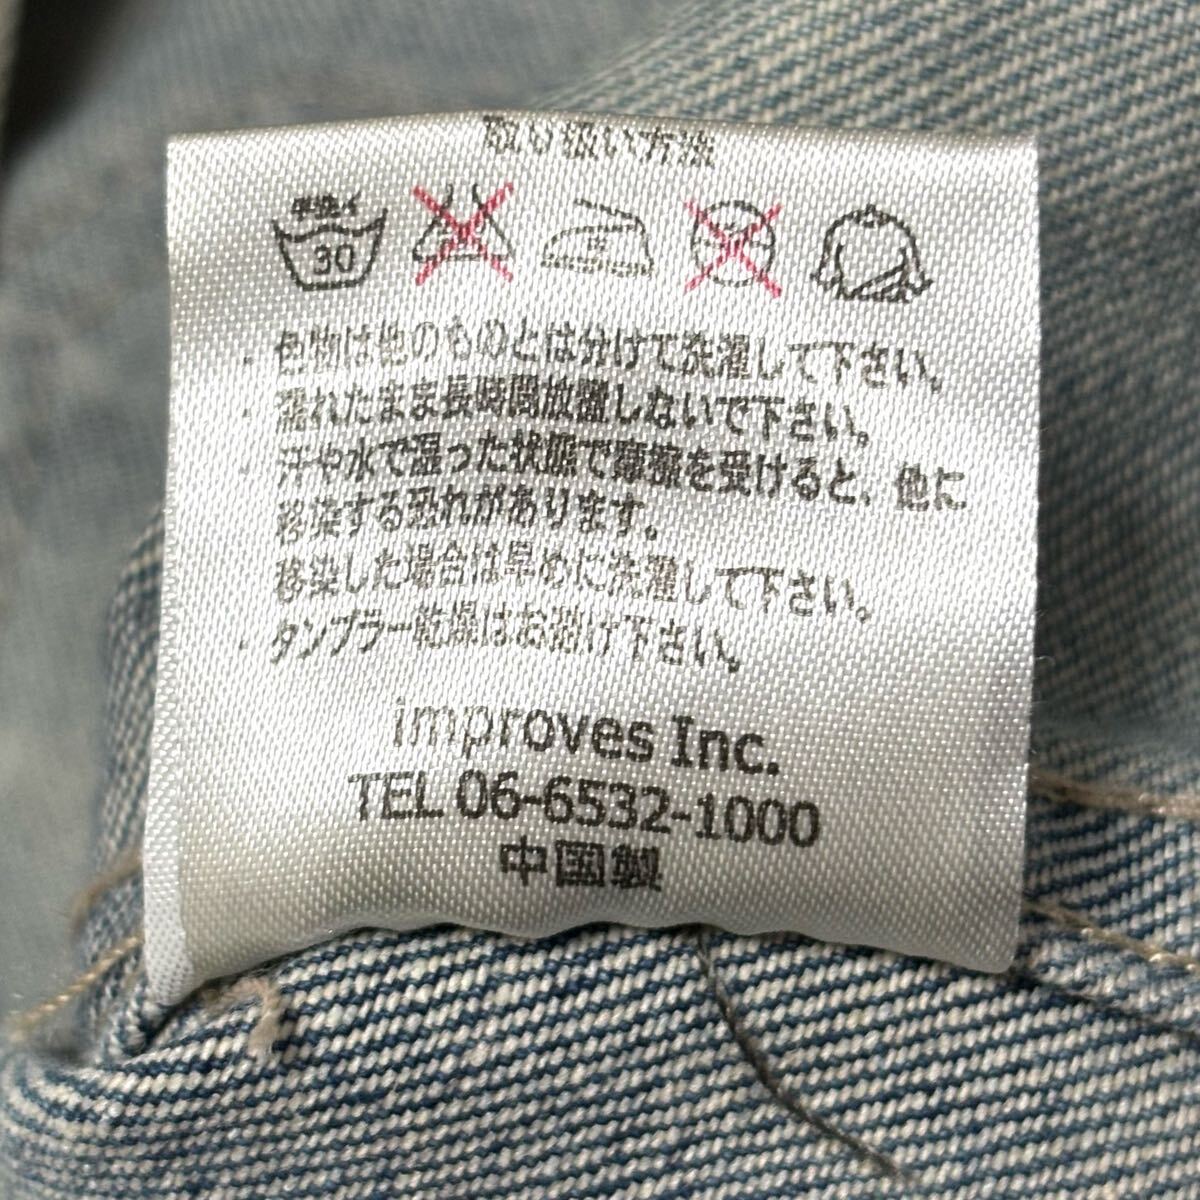 取り扱い方法
手洗イ
30
・色物は他のものとは分けて洗濯して下さい。
・濡れたまま長時間放置しないで下さい。
・汗や水で湿った状態で摩擦を受けると、他に
移染する恐れがあります。
移染した場合は早めに洗濯して下さい。
・タンブラー乾燥はお避け下さい。
improves Inc.
TEL 06-6532-1000
中国製